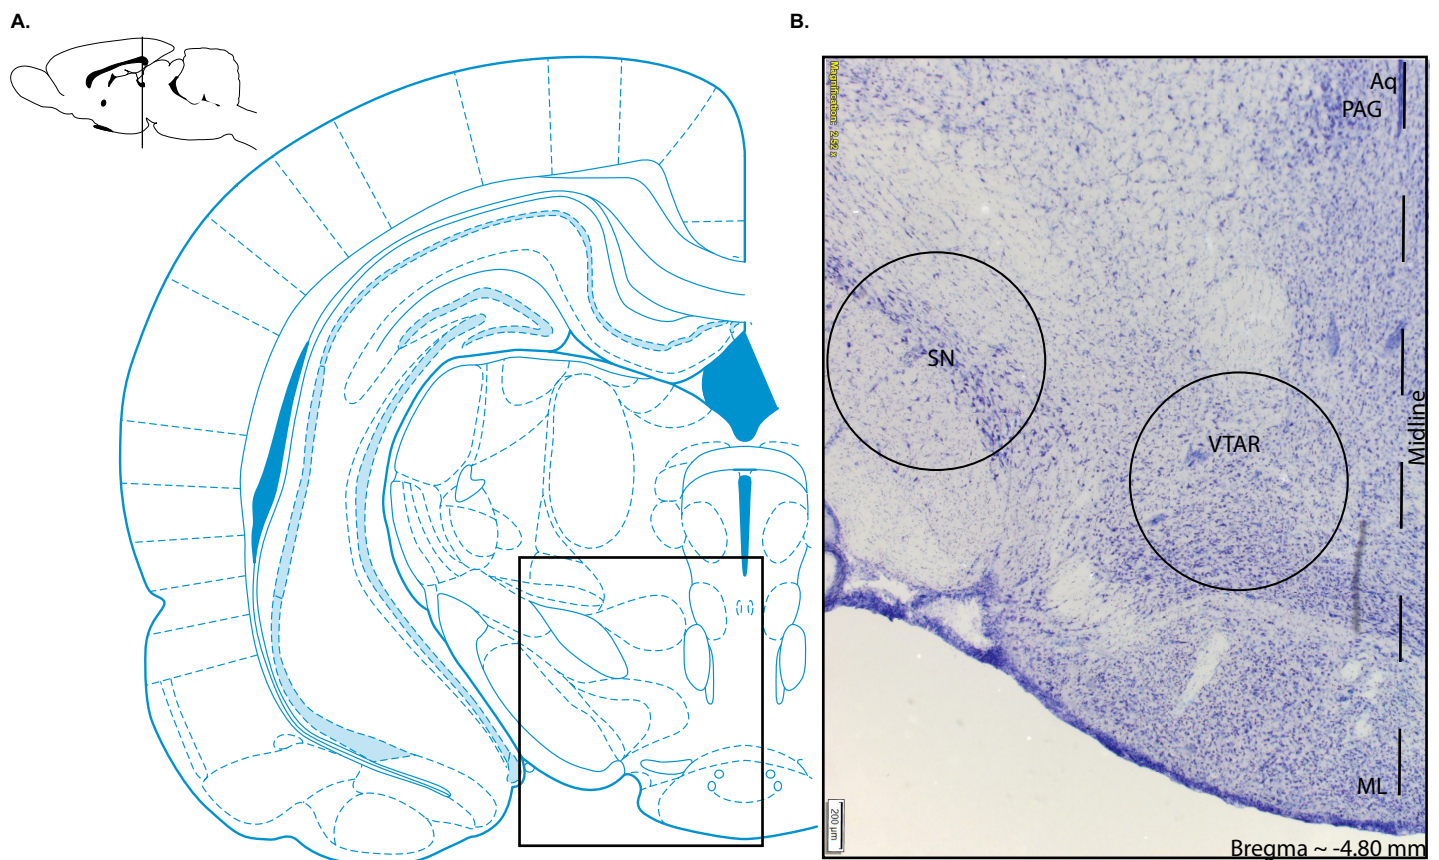 A.
B.
Magnification: 2.52 x
Aq
PAG
SN
VTAR
Midline
ML
200 µm
Bregma ~ -4.80 mm